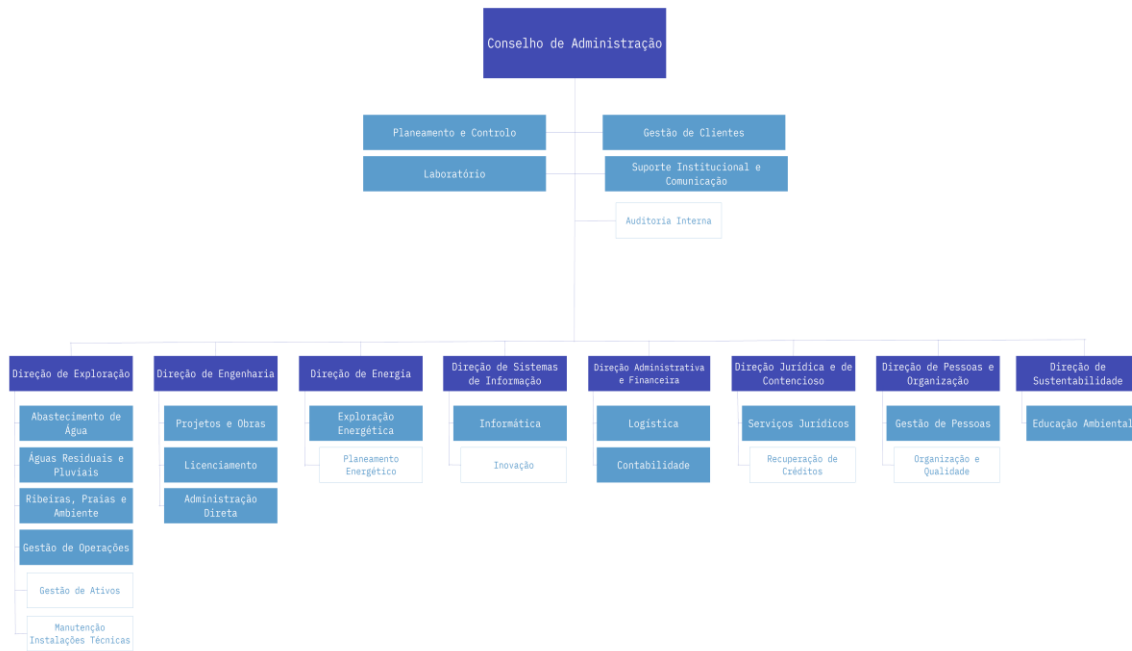 Conselho de Administração
Planeamento e Controlo
Gestão de Clientes
Laboratório
Suporte Institucional e
Comunicação
Auditoria Interna
Direção de Exploração
Abastecimento de
Água
Águas Residuais e
Pluviais
Ribeiras, Praias e
Ambiente
Gestão de Operações
Gestão de Ativos
Manutenção
Instalações Técnicas
Direção de Engenharia
Projetos e Obras
Licenciamento
Administração
Direta
Direção de Energia
Exploração
Energética
Planeamento
Energético
Direção de Sistemas
de Informação
Informática
Inovação
Direção Administrativa
e Financeira
Logística
Contabilidade
Direção Jurídica e de
Contencioso
Serviços Jurídicos
Recuperação de
Créditos
Direção de Pessoas e
Organização
Gestão de Pessoas
Organização e
Qualidade
Direção de
Sustentabilidade
Educação Ambiental